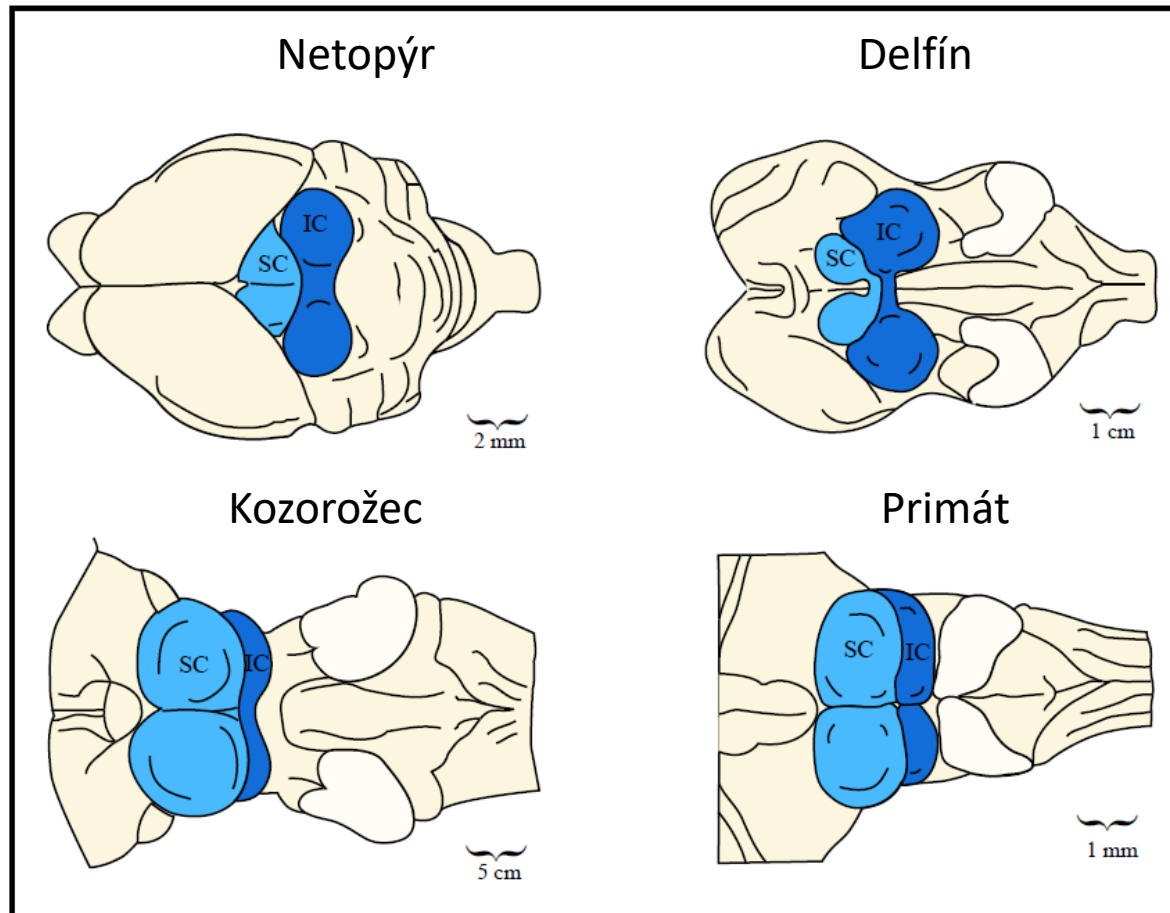 Netopýr
IC
SC
2 mm
Delfín
IC
SC
1 cm
Kozorožec
SC
IC
5 cm
Primát
SC
IC
1 mm